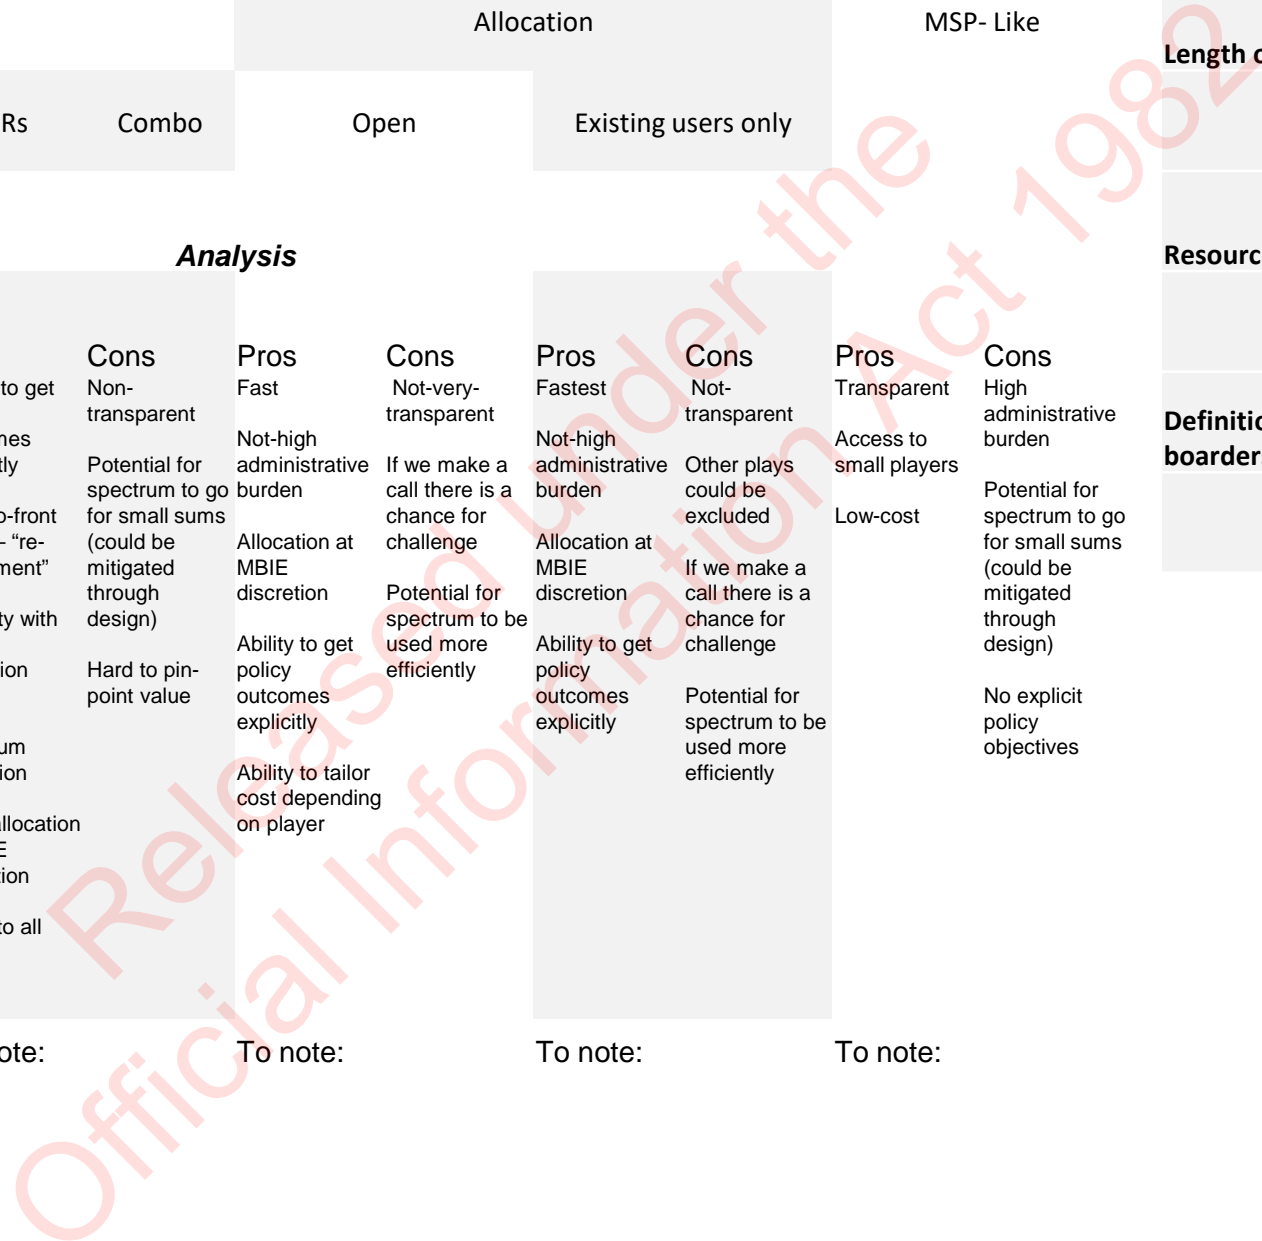 Allocation
MSP- Like
Length
Rs
Combo
Open
Existing users only
Analysis
to get
o-front
- “re-
ment”
ty with
ion
um
ion
allocation
E
tion
to all
Cons
Non-
transparent
Potential for
spectrum to go
for small sums
(could be
mitigated
through
design)
Hard to pin-
point value
Pros
Fast
Not-high
administrative
burden
Allocation at
MBIE
discretion
Ability to get
policy
outcomes
explicitly
Ability to tailor
cost depending
on player
Cons
Not-very-
transparent
If we make a
call there is a
chance for
challenge
Potential for
spectrum to be
used more
efficiently
Pros
Fastest
Not-high
administrative
burden
Allocation at
MBIE
discretion
Ability to get
policy
outcomes
explicitly
Cons
Not-
transparent
Other plays
could be
excluded
If we make a
call there is a
chance for
challenge
Potential for
spectrum to be
used more
efficiently
Pros
Transparent
Access to
small players
Low-cost
Cons
High
administrative
burden
Potential for
spectrum to go
for small sums
(could be
mitigated
through
design)
No explicit
policy
objectives
Resourc
Definitio
boarder
ote:
To note:
To note:
To note:
Released under the
Official Information Act 1982